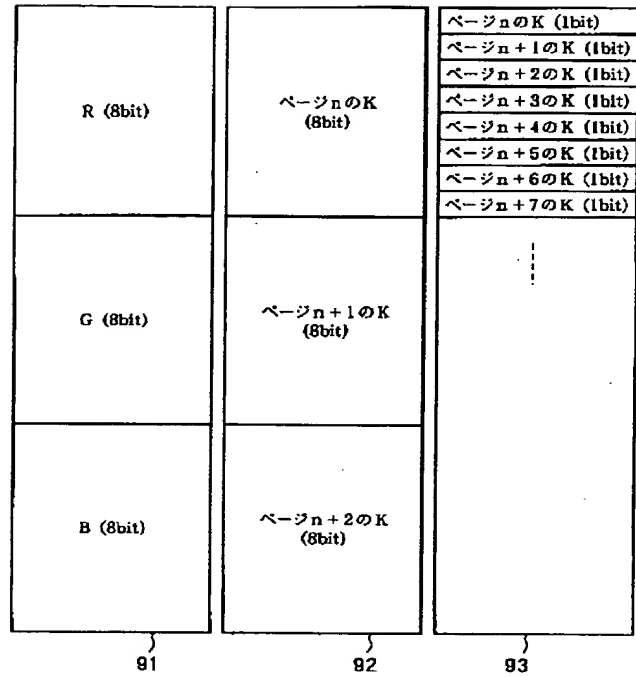 R (8bit)
G (8bit)
B (8bit)
91
ページnのK
(8bit)
ページn+1のK
(8bit)
ページn+2のK
(8bit)
92
ページnのK (1bit)
ページn+1のK (1bit)
ページn+2のK (1bit)
ページn+3のK (1bit)
ページn+4のK (1bit)
ページn+5のK (1bit)
ページn+6のK (1bit)
ページn+7のK (1bit)
93